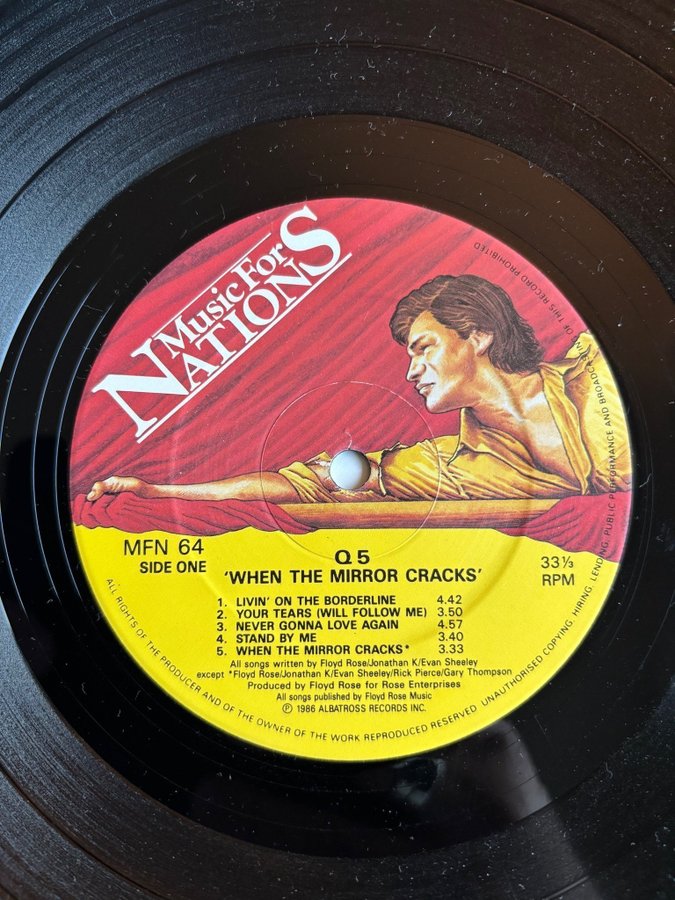 Music For
NATIONS
MFN 64
SIDE ONE
Q5
'WHEN THE MIRROR CRACKS'
33⅓
RPM
1. LIVIN' ON THE BORDERLINE 4.42
2. YOUR TEARS (WILL FOLLOW ME) 3.50
3. NEVER GONNA LOVE AGAIN 4.57
4. STAND BY ME 3.40
5. WHEN THE MIRROR CRACKS* 3.33
All songs written by Floyd Rose/Jonathan K/Evan Sheeley
except *Floyd Rose/Jonathan K/Evan Sheeley/Rick Pierce/Gary Thompson
Produced by Floyd Rose for Rose Enterprises
All songs published by Floyd Rose Music
℗ 1986 ALBATROSS RECORDS INC.
ALL RIGHTS OF THE PRODUCER AND OF THE OWNER OF THE WORK REPRODUCED RESERVED UNAUTHORISED COPYING, HIRING, LENDING, PUBLIC PERFORMANCE AND BROADCASTING OF THIS RECORD PROHIBITED